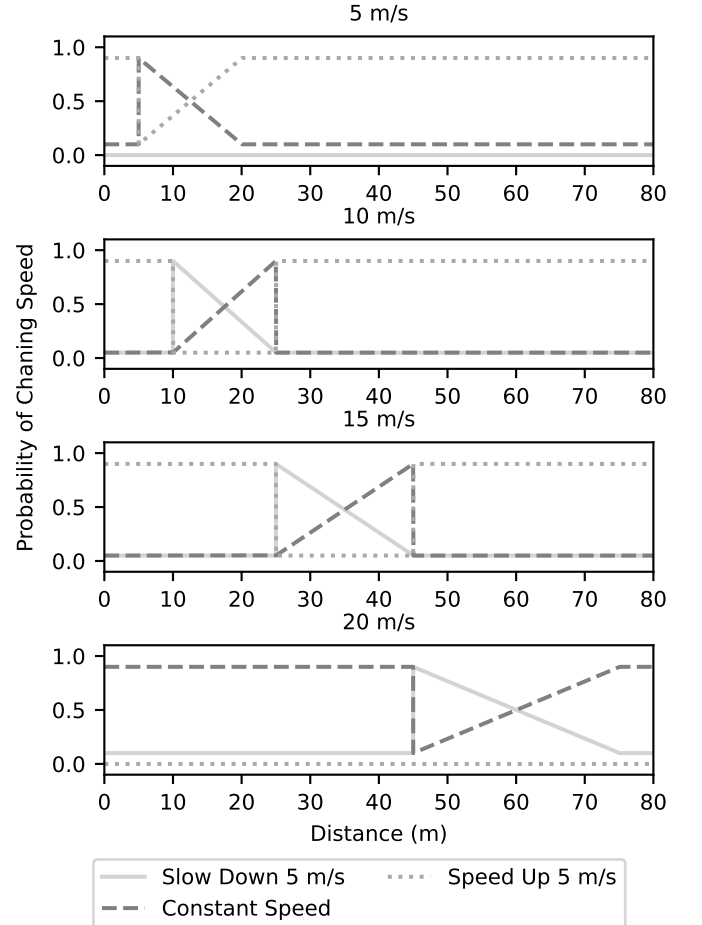 5 m/s
1.0
0.5
0.0
0 10 20 30 40 50 60 70 80
10 m/s
1.0
0.5
0.0
0 10 20 30 40 50 60 70 80
15 m/s
1.0
0.5
0.0
0 10 20 30 40 50 60 70 80
20 m/s
1.0
0.5
0.0
0 10 20 30 40 50 60 70 80
Probability of Chaning Speed
Distance (m)
Slow Down 5 m/s Speed Up 5 m/s
Constant Speed